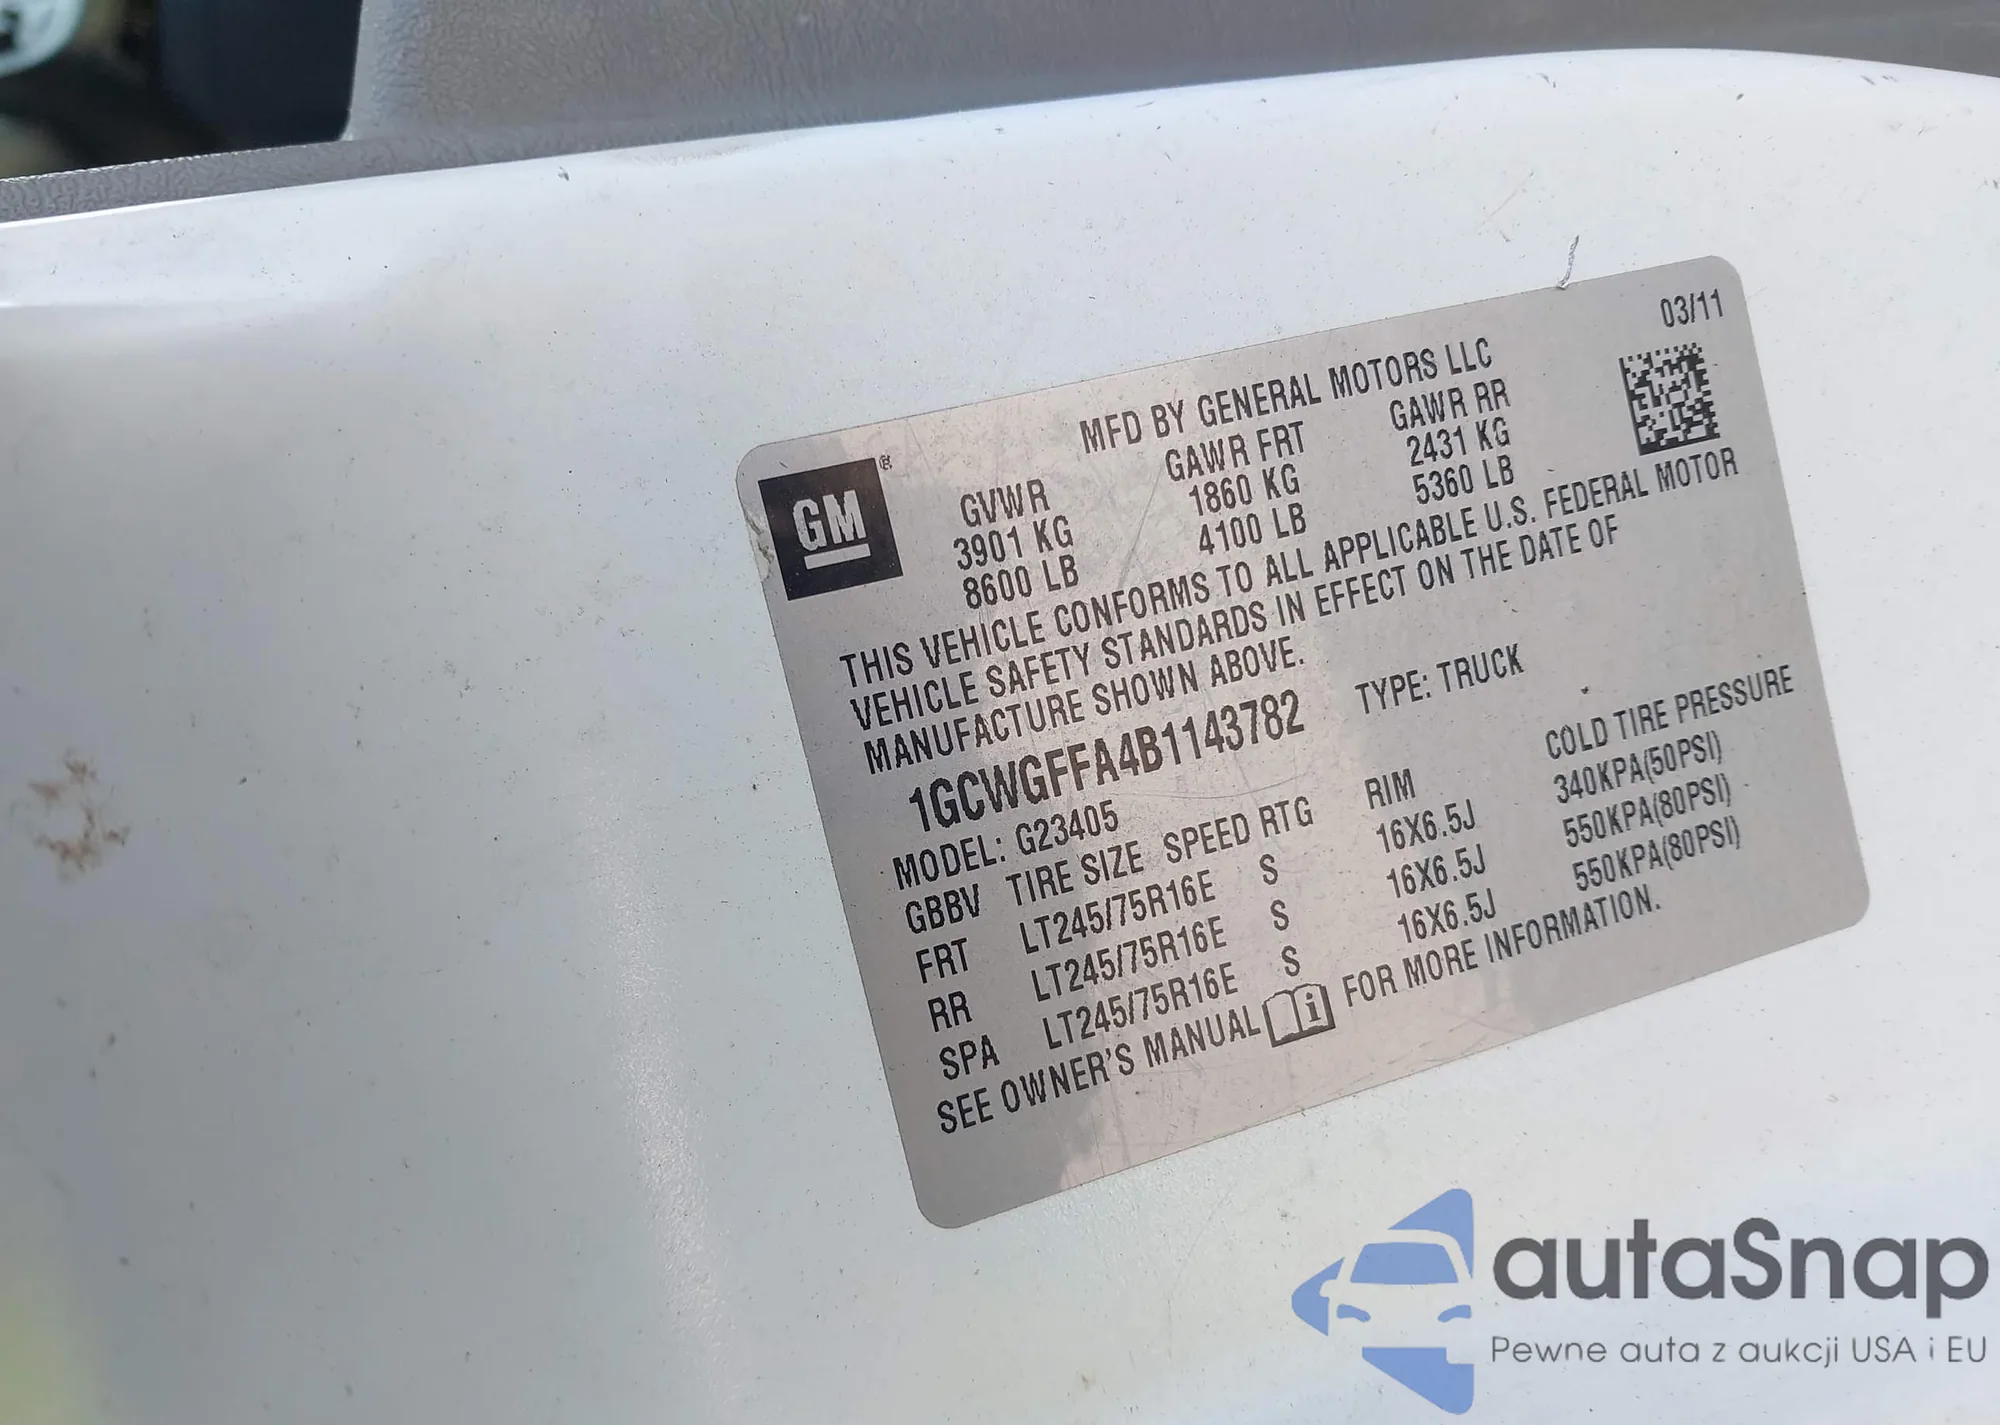 03/11
MFD BY GENERAL MOTORS LLC
GM®
GVWR GAWR FRT GAWR RR
3901 KG 1860 KG 2431 KG
8600 LB 4100 LB 5360 LB
THIS VEHICLE CONFORMS TO ALL APPLICABLE U.S. FEDERAL MOTOR
VEHICLE SAFETY STANDARDS IN EFFECT ON THE DATE OF
MANUFACTURE SHOWN ABOVE.
1GCWGFFA4B1143782 TYPE: TRUCK
MODEL: G23405
GBBV TIRE SIZE SPEED RTG RIM COLD TIRE PRESSURE
FRT LT245/75R16E S 16X6.5J 340KPA(50PSI)
RR LT245/75R16E S 16X6.5J 550KPA(80PSI)
SPA LT245/75R16E S 16X6.5J 550KPA(80PSI)
SEE OWNER'S MANUAL i FOR MORE INFORMATION.
autaSnap
Pewne auta z aukcji USA i EU